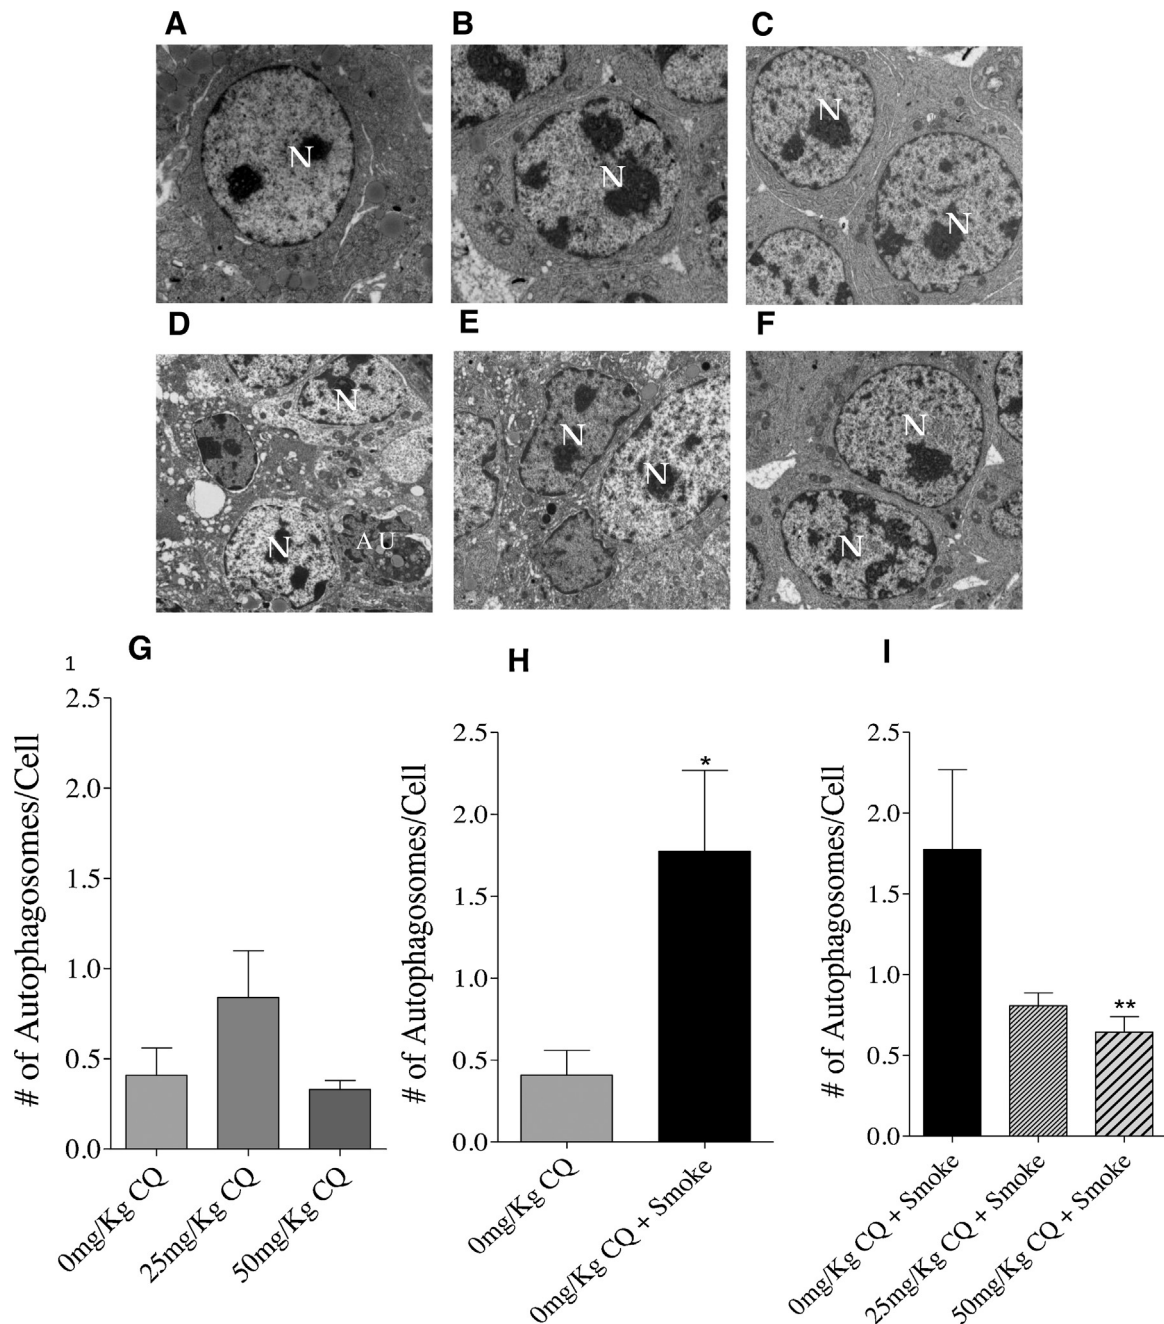 A
B
C
N
N
N
N
D
E
F
N
N
AU
N
N
N
N
G
H
I
1
# of Autophagosomes/Cell
2.5
2.0
1.5
1.0
0.5
0.0
0mg/Kg CQ
25mg/Kg CQ
50mg/Kg CQ
# of Autophagosomes/Cell
2.5
2.0
1.5
1.0
0.5
0.0
*
0mg/Kg CQ
0mg/Kg CQ + Smoke
# of Autophagosomes/Cell
2.5
2.0
1.5
1.0
0.5
0.0
**
0mg/Kg CQ + Smoke
25mg/Kg CQ + Smoke
50mg/Kg CQ + Smoke